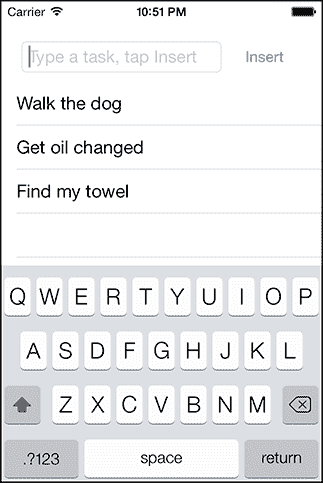 Carrier 10:51 PM
Type a task, tap Insert Insert
Walk the dog
Get oil changed
Find my towel
Q W E R T Y U I O P
A S D F G H J K L
Z X C V B N M
.?123 space return